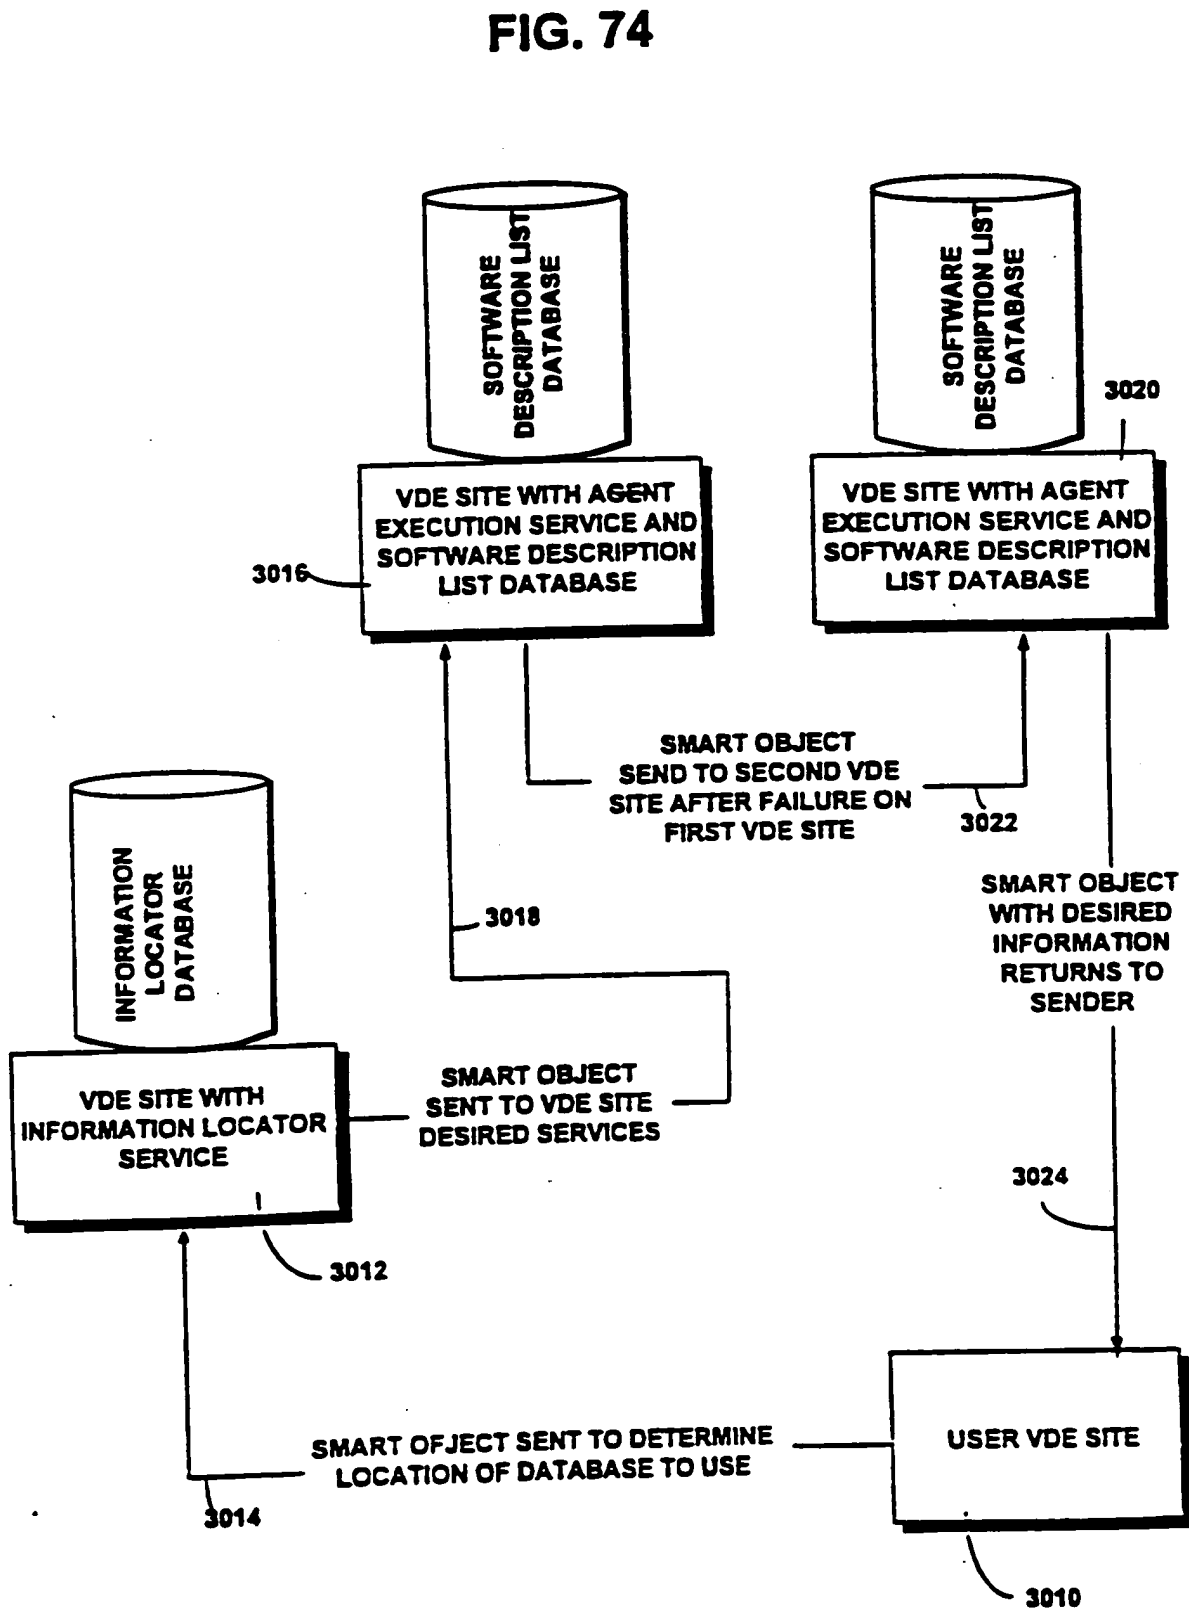 FIG. 74
SOFTWARE
DESCRIPTION LIST
DATABASE
SOFTWARE
DESCRIPTION LIST
DATABASE
3020
VDE SITE WITH AGENT
EXECUTION SERVICE AND
SOFTWARE DESCRIPTION
LIST DATABASE
3016
VDE SITE WITH AGENT
EXECUTION SERVICE AND
SOFTWARE DESCRIPTION
LIST DATABASE
SMART OBJECT
SEND TO SECOND VDE
SITE AFTER FAILURE ON
FIRST VDE SITE
3022
INFORMATION
LOCATOR
DATABASE
3018
SMART OBJECT
WITH DESIRED
INFORMATION
RETURNS TO
SENDER
VDE SITE WITH
INFORMATION LOCATOR
SERVICE
SMART OBJECT
SENT TO VDE SITE
DESIRED SERVICES
3024
3012
SMART OFJECT SENT TO DETERMINE
LOCATION OF DATABASE TO USE
USER VDE SITE
3014
3010